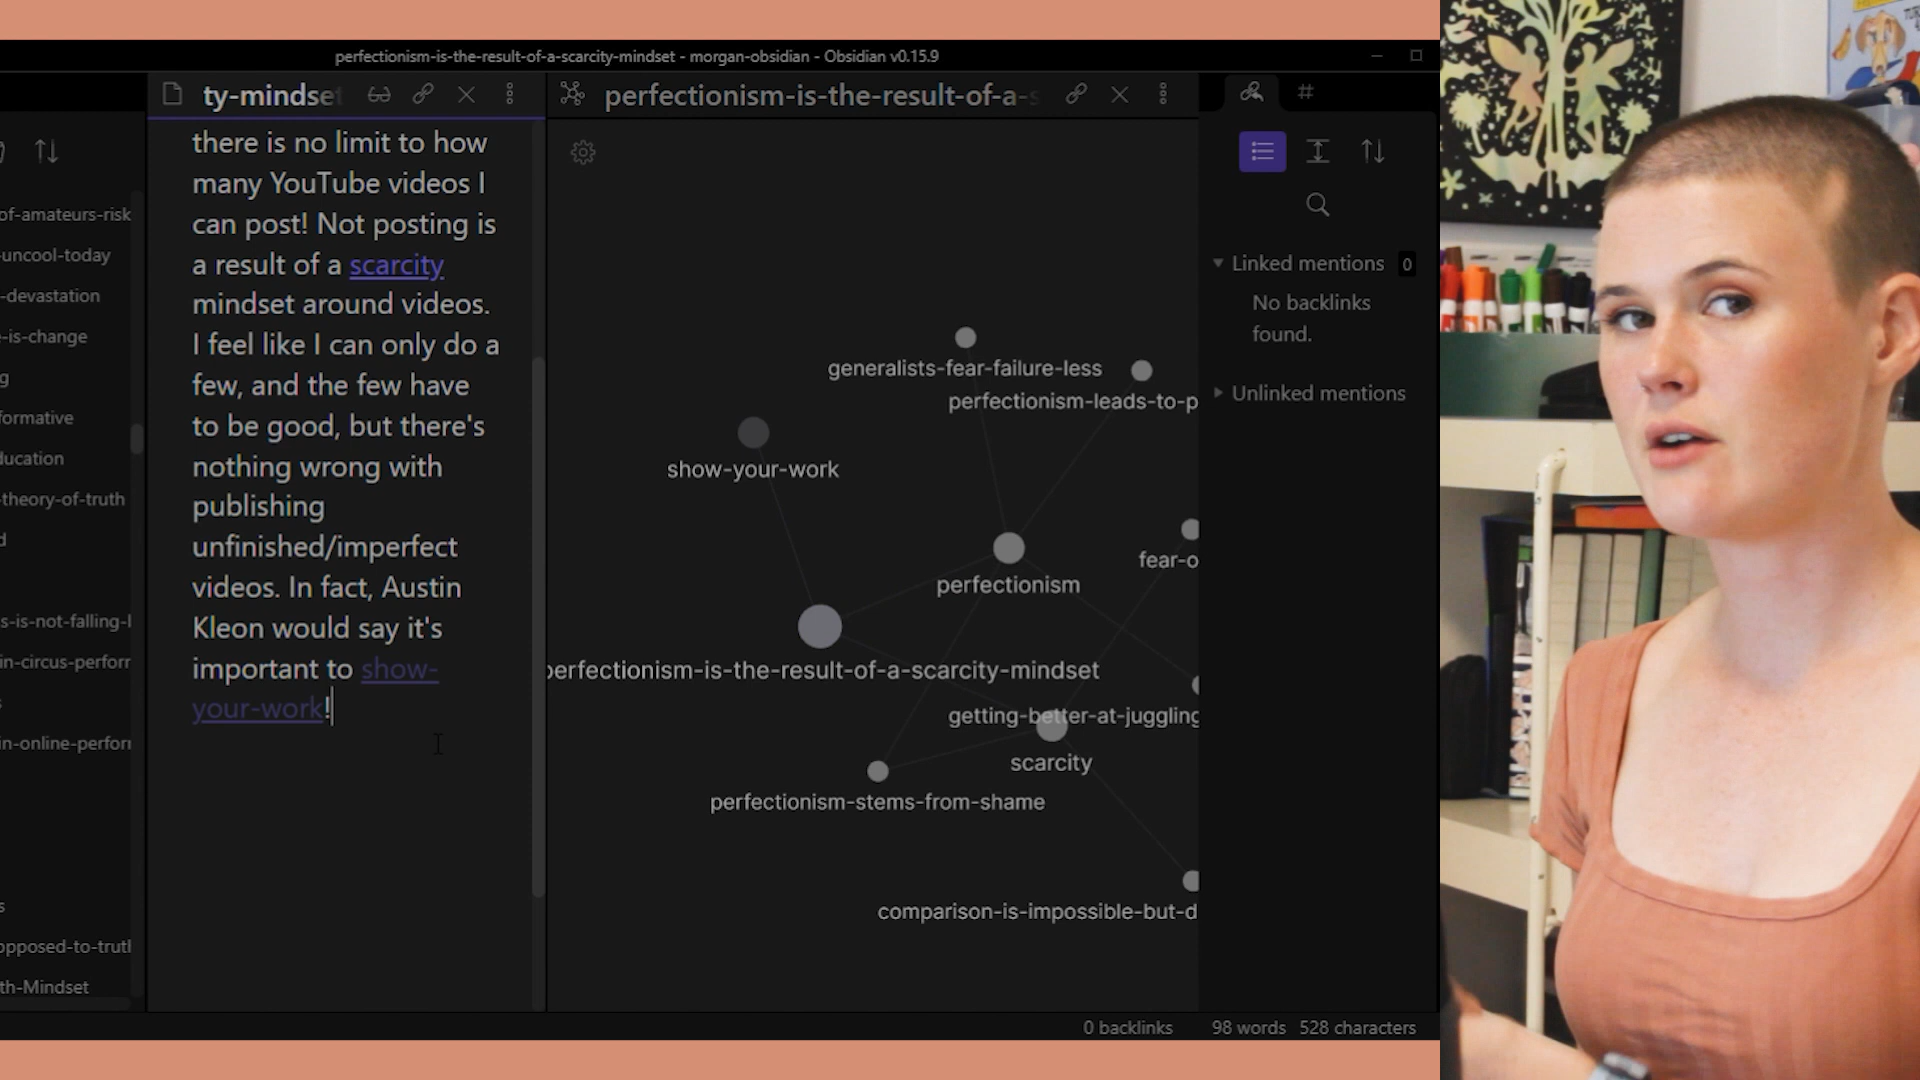 perfectionism-is-the-result-of-a-scarcity-mindset - morgan-obsidian - Obsidian v0.15.9
of-amateurs-risk
-uncool-today
-devastation
e-is-change
g
formative
ducation
-theory-of-truth
d
s-is-not-falling-l
in-circus-perforr
s
in-online-perforr
s
opposed-to-truth
th-Mindset
ty-mindset
there is no limit to how
many YouTube videos I
can post! Not posting is
a result of a scarcity
mindset around videos.
I feel like I can only do a
few, and the few have
to be good, but there's
nothing wrong with
publishing
unfinished/imperfect
videos. In fact, Austin
Kleon would say it's
important to show-
your-work!
perfectionism-is-the-result-of-a-s
generalists-fear-failure-less
perfectionism-leads-to-p
show-your-work
fear-o
perfectionism
perfectionism-is-the-result-of-a-scarcity-mindset
getting-better-at-juggling
scarcity
perfectionism-stems-from-shame
comparison-is-impossible-but-d
#
Linked mentions 0
No backlinks
found.
Unlinked mentions
0 backlinks 98 words 528 characters